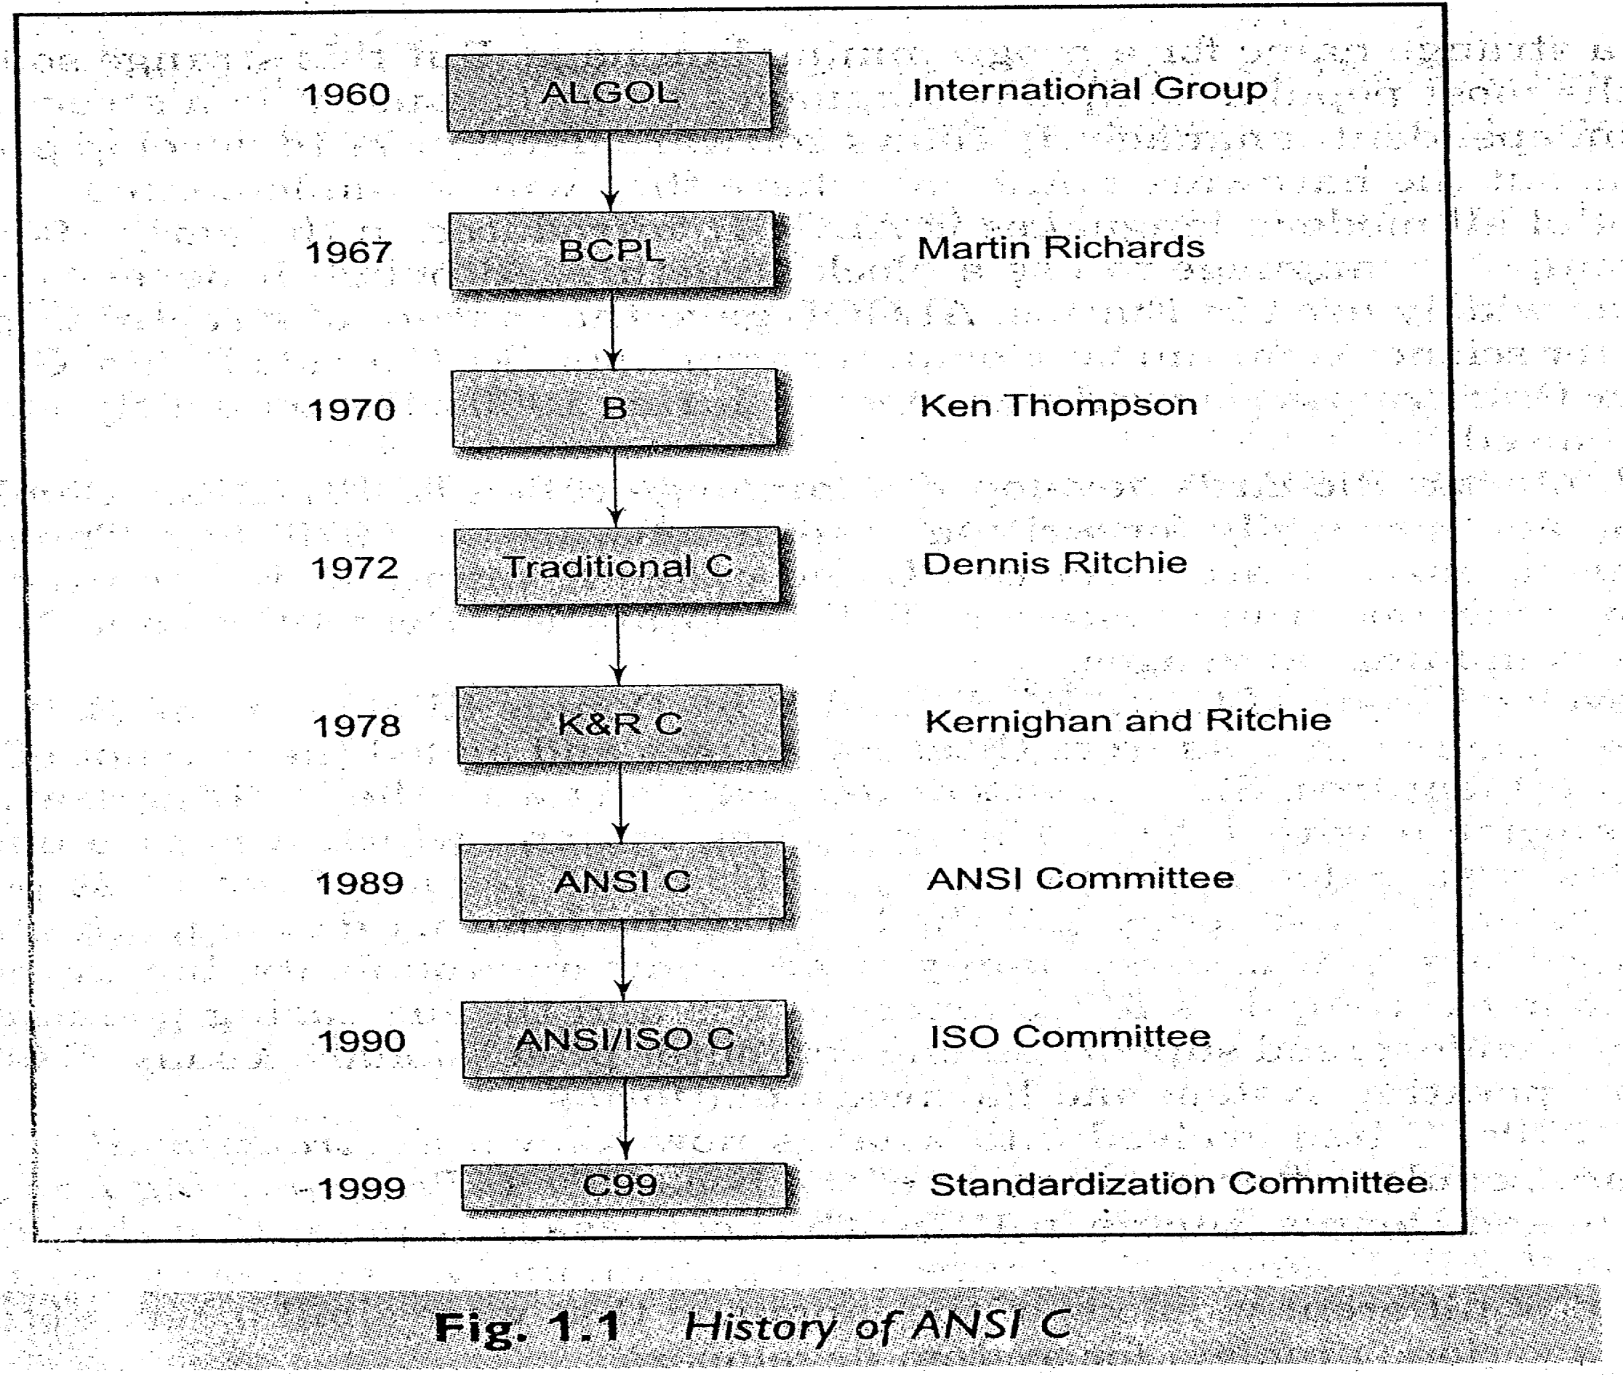 1960 ALGOL International Group
1967 BCPL Martin Richards
1970 B Ken Thompson
1972 Traditional C Dennis Ritchie
1978 K&R C Kernighan and Ritchie
1989 ANSI C ANSI Committee
1990 ANSI/ISO C ISO Committee
1999 C99 Standardization Committee
Fig. 1.1 History of ANSI C